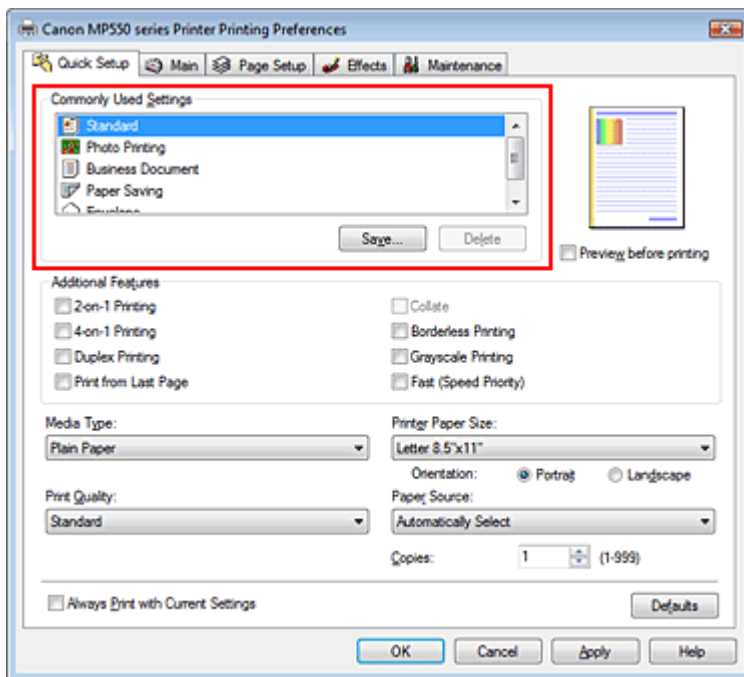 Canon MP550 series Printer Printing Preferences
Quick Setup Main Page Setup Effects Maintenance
Commonly Used Settings
Standard
Photo Printing
Business Document
Paper Saving
Envelope
Save... Delete
Preview before printing
Additional Features
2-on-1 Printing Collate
4-on-1 Printing Borderless Printing
Duplex Printing Grayscale Printing
Print from Last Page Fast (Speed Priority)
Media Type: Printer Paper Size:
Plain Paper Letter 8.5"x11"
Orientation: Portrait Landscape
Print Quality: Paper Source:
Standard Automatically Select
Copies: 1 (1-999)
Always Print with Current Settings Defaults
OK Cancel Apply Help